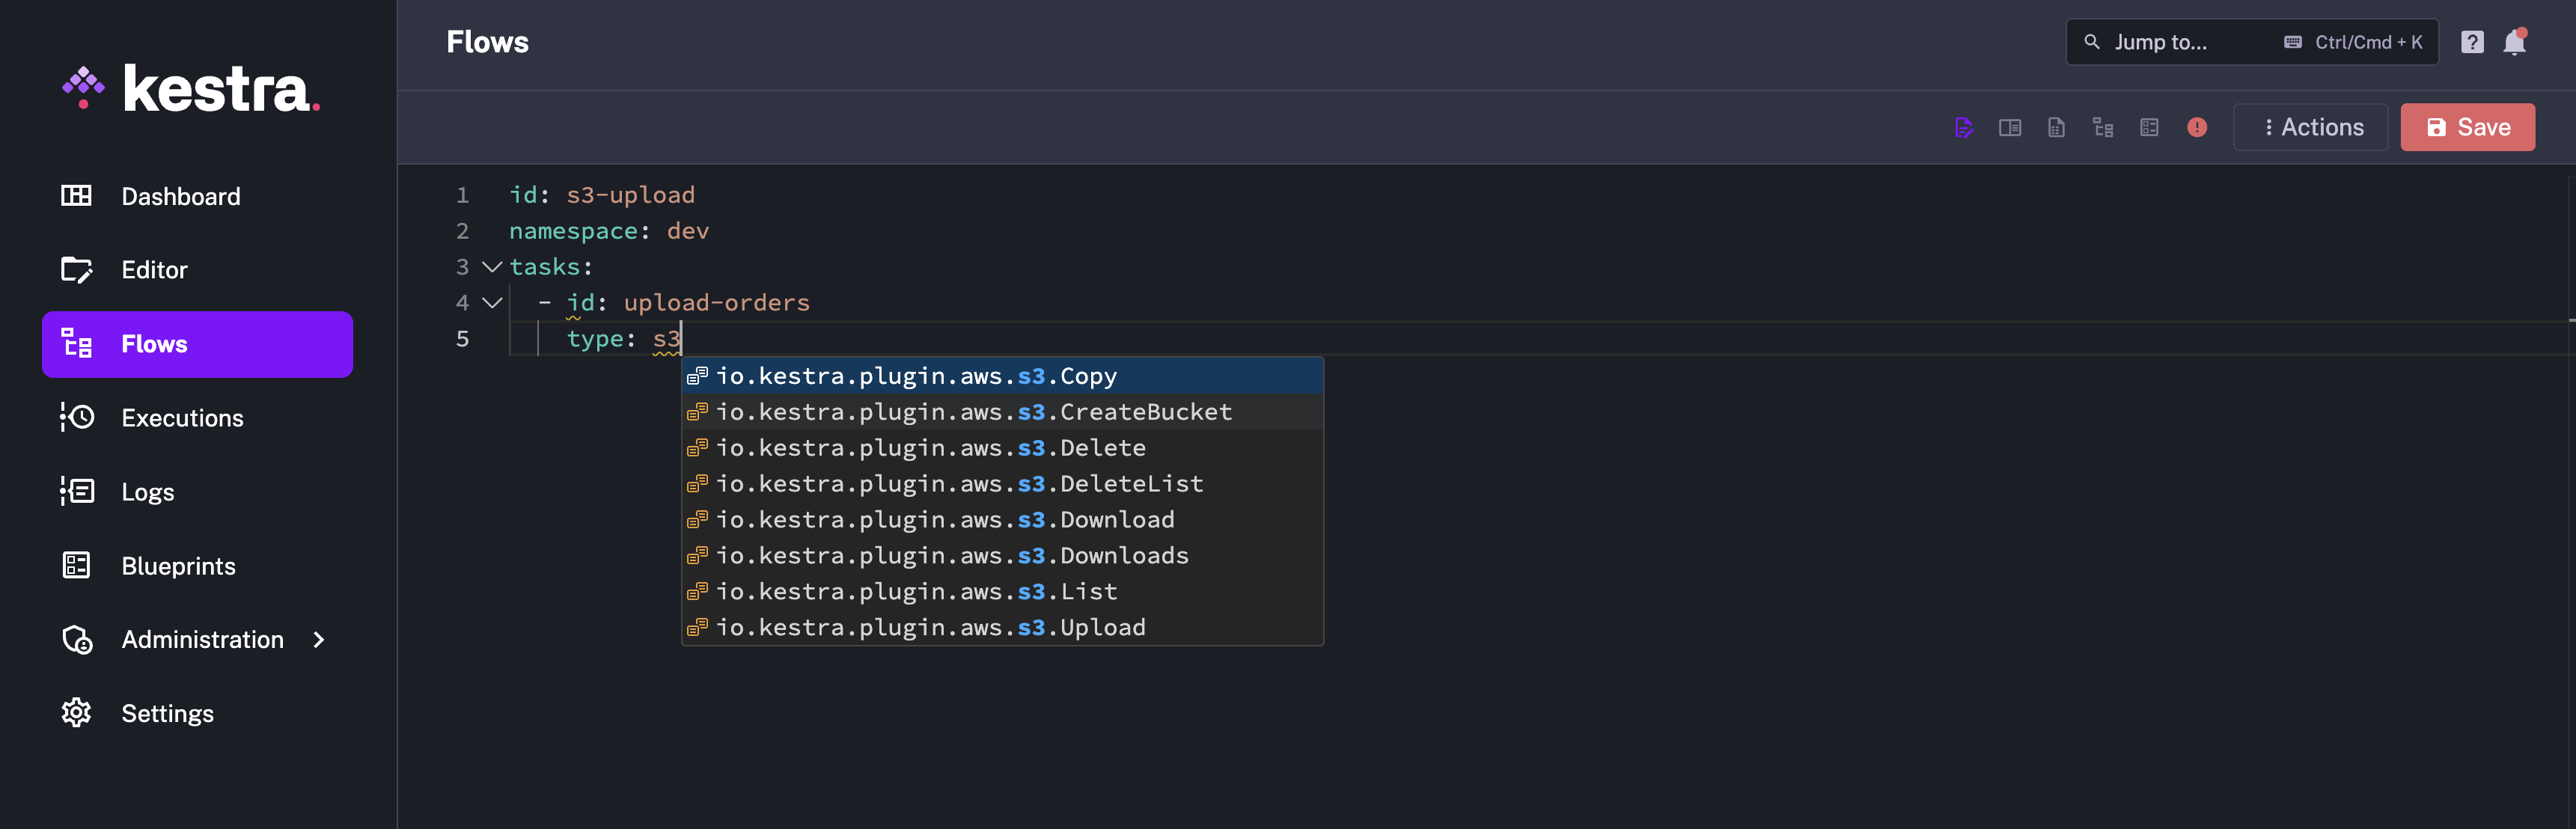 kestra.
Dashboard
Editor
Flows
Executions
Logs
Blueprints
Administration
Settings
Flows
Jump to...
Ctrl/Cmd + K
Actions
Save
1 id: s3-upload
2 namespace: dev
3 tasks:
4 - id: upload-orders
5 type: s3
io.kestra.plugin.aws.s3.Copy
io.kestra.plugin.aws.s3.CreateBucket
io.kestra.plugin.aws.s3.Delete
io.kestra.plugin.aws.s3.DeleteList
io.kestra.plugin.aws.s3.Download
io.kestra.plugin.aws.s3.Downloads
io.kestra.plugin.aws.s3.List
io.kestra.plugin.aws.s3.Upload